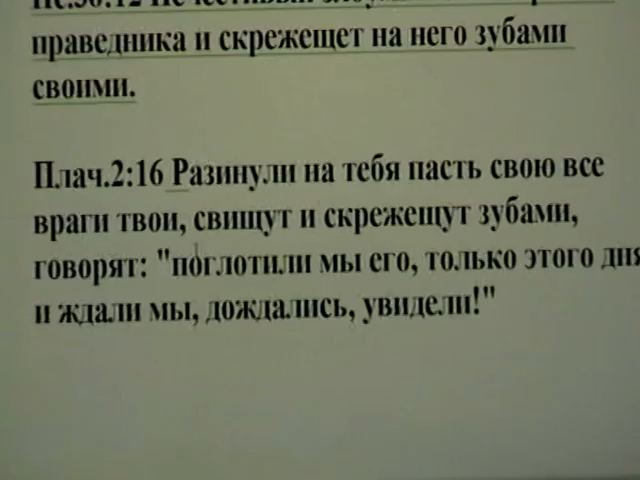 праведника и скрежещет на него зубами
своими.
Плач.2:16 Разинули на тебя пасть свою все
враги твои, свищут и скрежещут зубами,
говорят: "поглотили мы его, только этого дня
и ждали мы, дождались, увидели!"